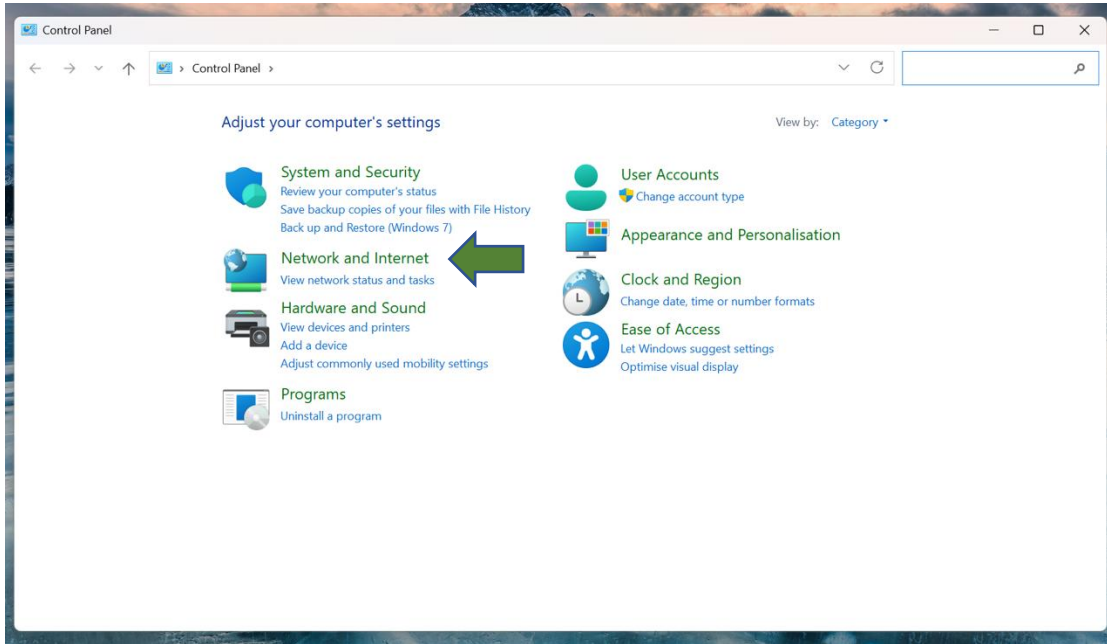 Control Panel
Control Panel
Adjust your computer's settings
View by: Category
System and Security
Review your computer's status
Save backup copies of your files with File History
Back up and Restore (Windows 7)
Network and Internet
View network status and tasks
Hardware and Sound
View devices and printers
Add a device
Adjust commonly used mobility settings
Programs
Uninstall a program
User Accounts
Change account type
Appearance and Personalisation
Clock and Region
Change date, time or number formats
Ease of Access
Let Windows suggest settings
Optimise visual display